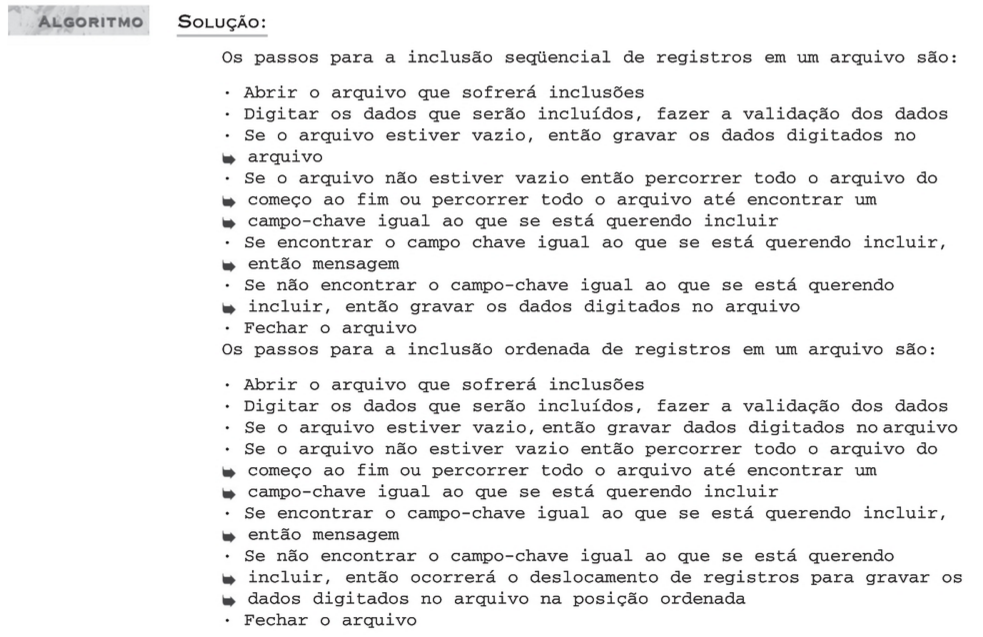 ALGORITMO SOLUÇÃO:
Os passos para a inclusão seqüencial de registros em um arquivo são:
· Abrir o arquivo que sofrerá inclusões
· Digitar os dados que serão incluídos, fazer a validação dos dados
· Se o arquivo estiver vazio, então gravar os dados digitados no
➥ arquivo
· Se o arquivo não estiver vazio então percorrer todo o arquivo do
➥ começo ao fim ou percorrer todo o arquivo até encontrar um
➥ campo-chave igual ao que se está querendo incluir
· Se encontrar o campo chave igual ao que se está querendo incluir,
➥ então mensagem
· Se não encontrar o campo-chave igual ao que se está querendo
➥ incluir, então gravar os dados digitados no arquivo
· Fechar o arquivo
Os passos para a inclusão ordenada de registros em um arquivo são:
· Abrir o arquivo que sofrerá inclusões
· Digitar os dados que serão incluídos, fazer a validação dos dados
· Se o arquivo estiver vazio, então gravar dados digitados no arquivo
· Se o arquivo não estiver vazio então percorrer todo o arquivo do
➥ começo ao fim ou percorrer todo o arquivo até encontrar um
➥ campo-chave igual ao que se está querendo incluir
· Se encontrar o campo-chave igual ao que se está querendo incluir,
➥ então mensagem
· Se não encontrar o campo-chave igual ao que se está querendo
➥ incluir, então ocorrerá o deslocamento de registros para gravar os
➥ dados digitados no arquivo na posição ordenada
· Fechar o arquivo